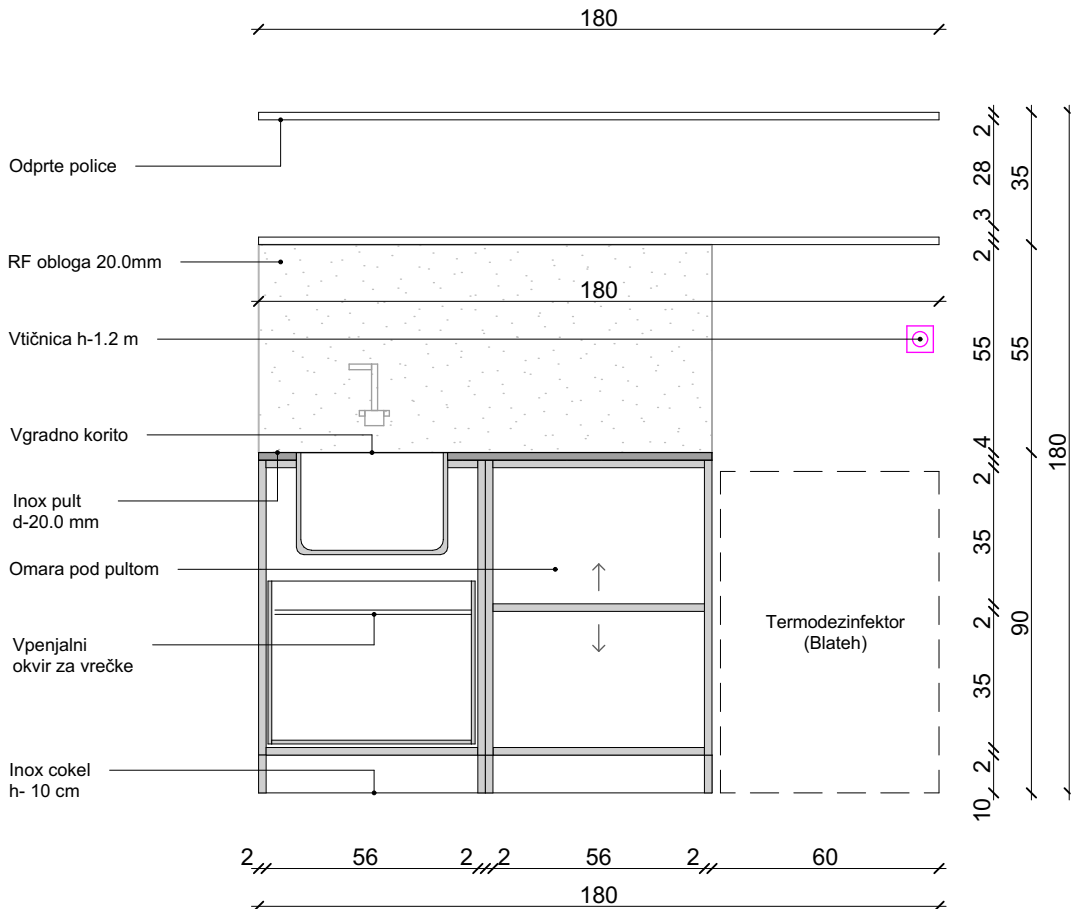 180
Odprte police
RF obloga 20.0mm
180
Vtičnica h-1.2 m
Vgradno korito
Inox pult
d-20.0 mm
Omara pod pultom
Vpenjalni
okvir za vrečke
Inox cokel
h- 10 cm
Termodezinfektor
(Blateh)
2
28
3
2
55
4
2
35
2
35
2
10
35
55
90
180
2
56
2
2
56
2
60
180